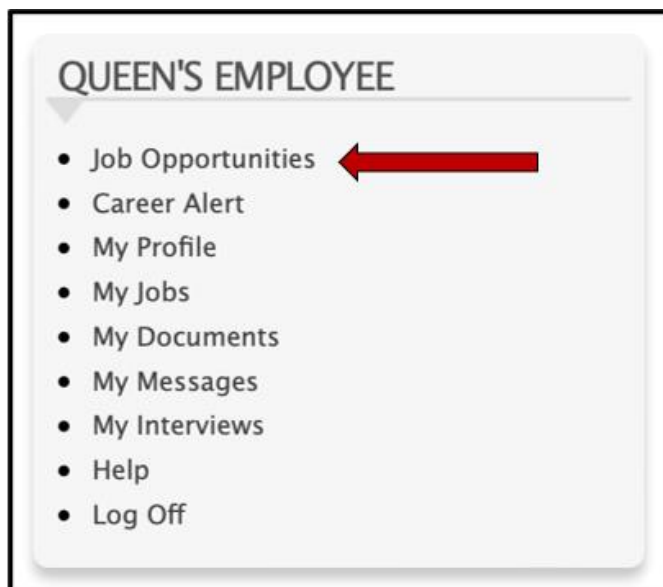 QUEEN'S EMPLOYEE
Job Opportunities
Career Alert
My Profile
My Jobs
My Documents
My Messages
My Interviews
Help
Log Off